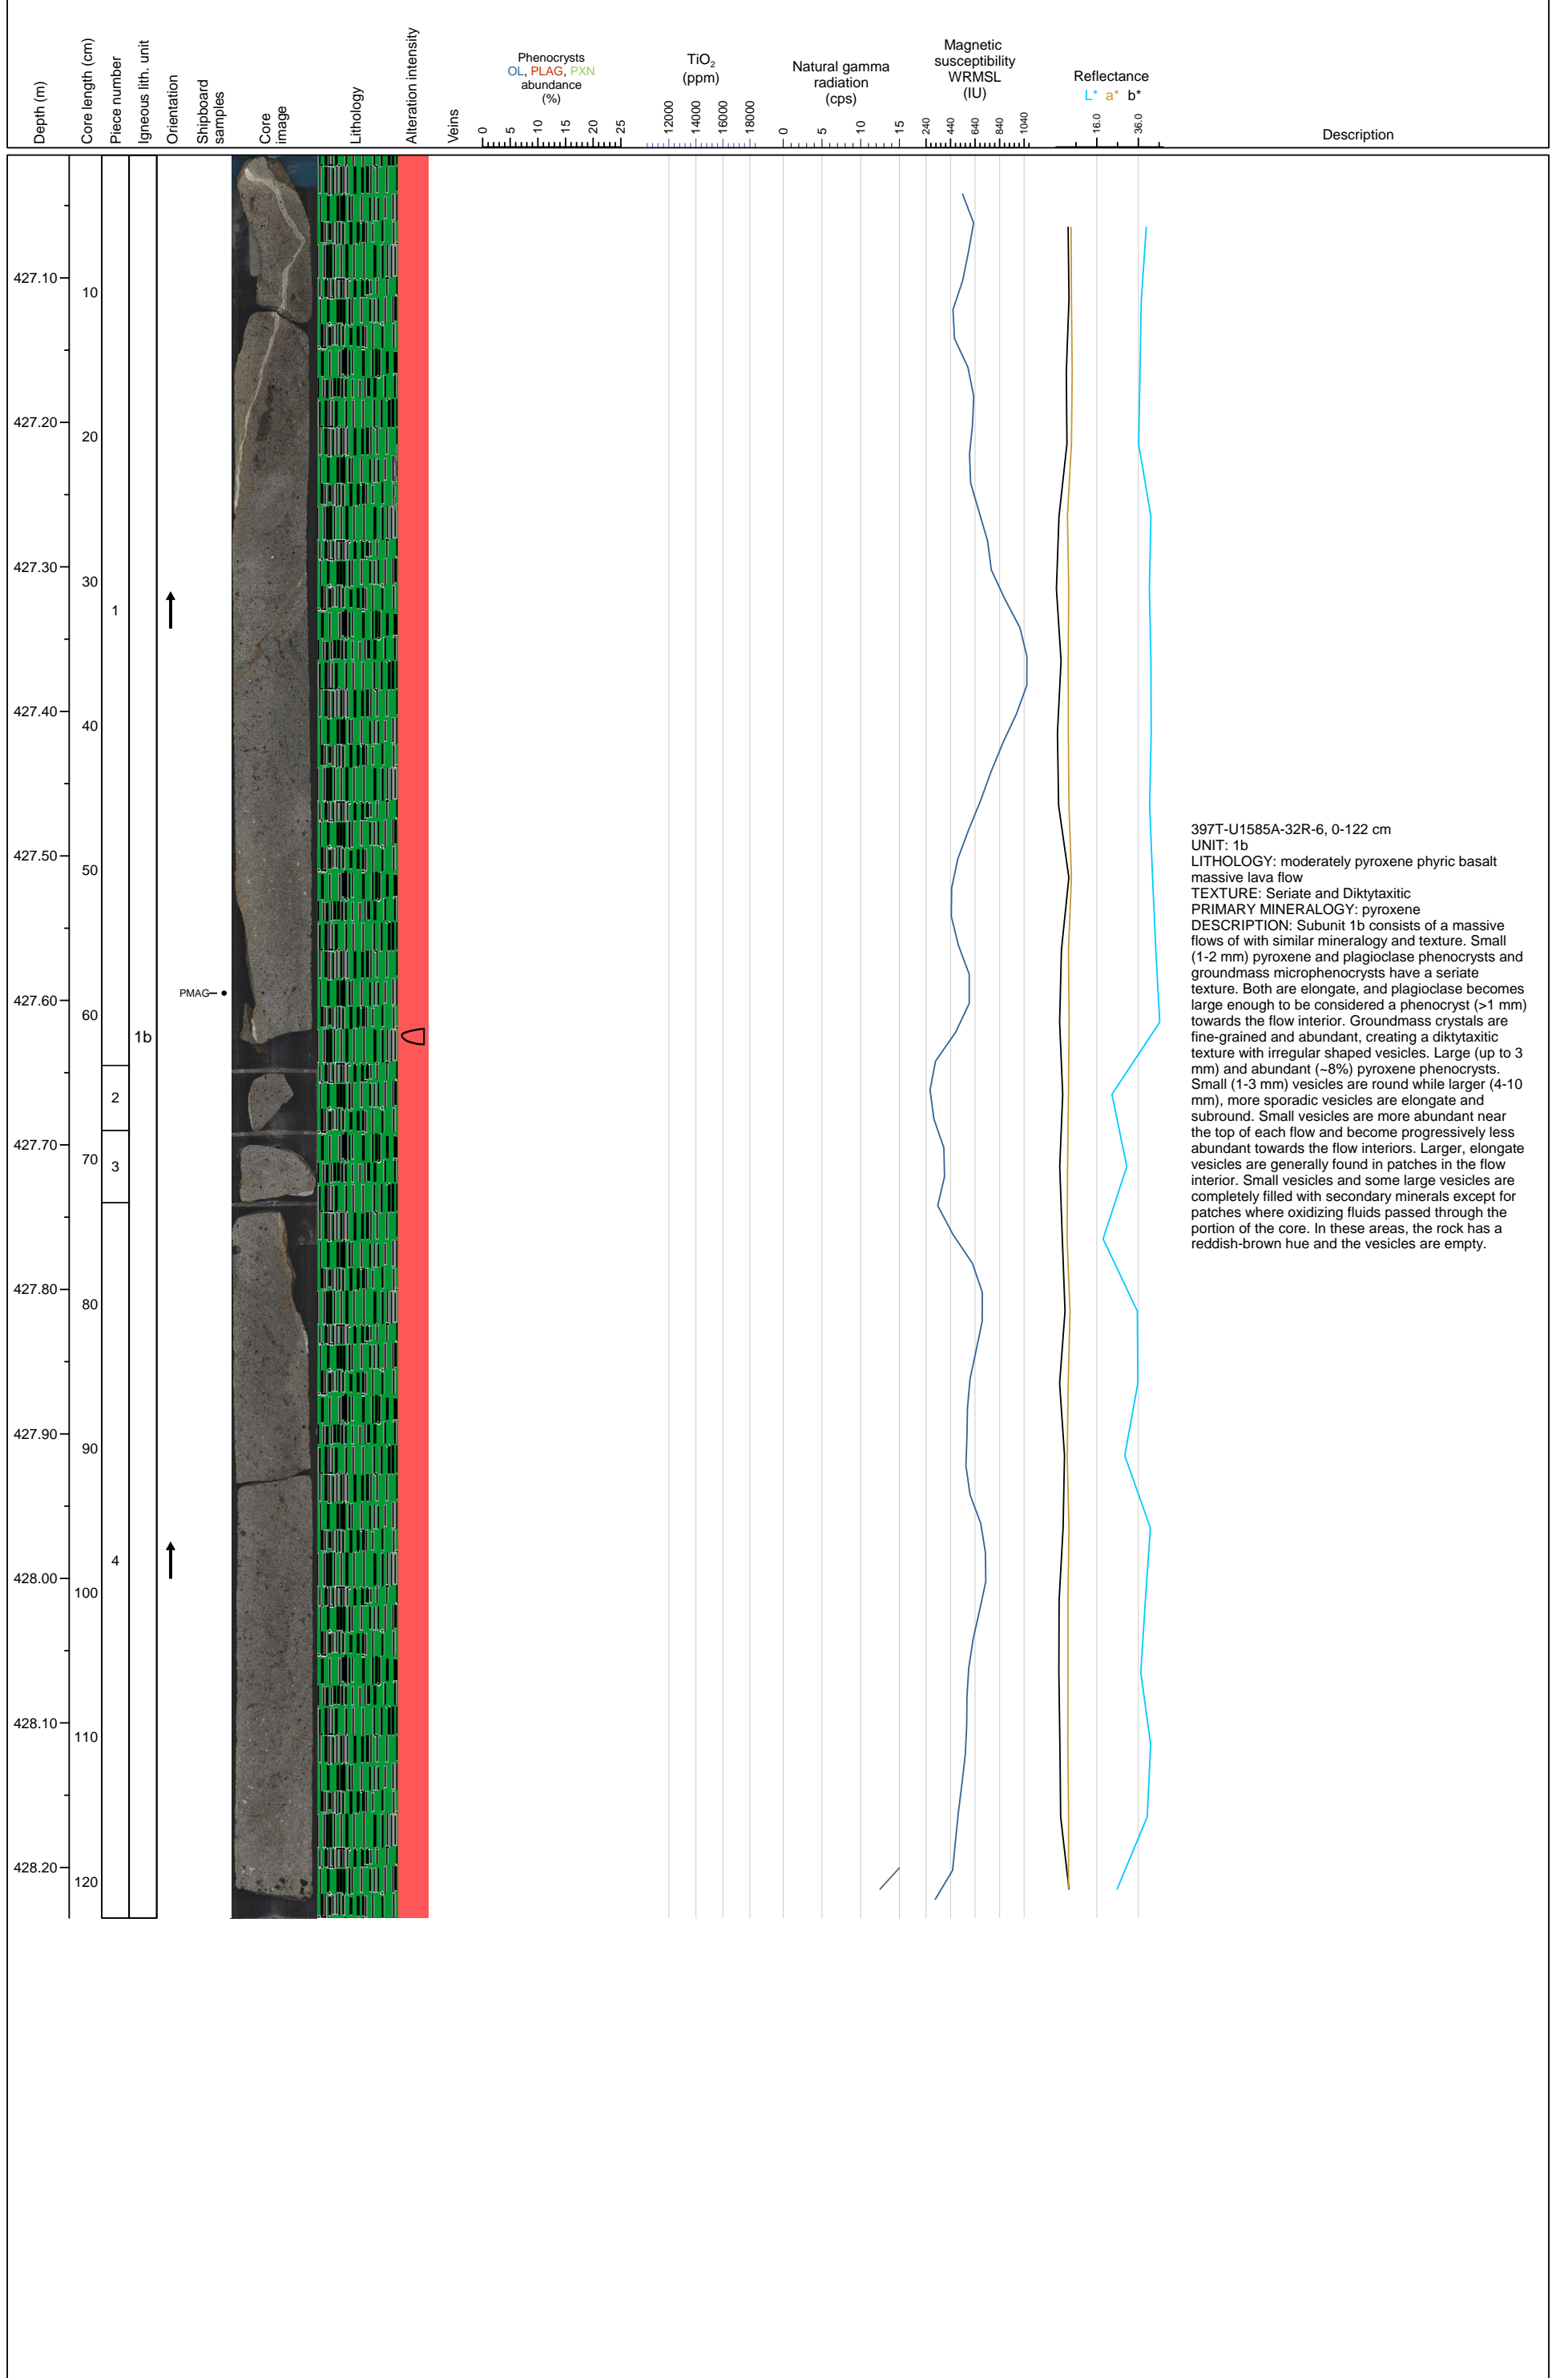 Depth (m)
Core length (cm)
Piece number
Igneous lith. unit
Orientation
Shipboard
samples
Core
image
Lithology
Alteration intensity
Veins
Phenocrysts
OL, PLAG, PXN
abundance
(%)
0 5 10 15 20 25
TiO2
(ppm)
12000 14000 16000 18000
Natural gamma
radiation
(cps)
0 5 10 15
Magnetic
susceptibility
WRMSL
(IU)
240 440 640 840 1040
Reflectance
L* a* b*
16.0 36.0
Description
427.10
427.20
427.30
427.40
427.50
427.60
427.70
427.80
427.90
428.00
428.10
428.20
10
20
30
40
50
60
70
80
90
100
110
120
1
2
3
4
1b
PMAG
397T-U1585A-32R-6, 0-122 cm
UNIT: 1b
LITHOLOGY: moderately pyroxene phyric basalt
massive lava flow
TEXTURE: Seriate and Diktytaxitic
PRIMARY MINERALOGY: pyroxene
DESCRIPTION: Subunit 1b consists of a massive
flows of with similar mineralogy and texture. Small
(1-2 mm) pyroxene and plagioclase phenocrysts and
groundmass microphenocrysts have a seriate
texture. Both are elongate, and plagioclase becomes
large enough to be considered a phenocryst (>1 mm)
towards the flow interior. Groundmass crystals are
fine-grained and abundant, creating a diktytaxitic
texture with irregular shaped vesicles. Large (up to 3
mm) and abundant (~8%) pyroxene phenocrysts.
Small (1-3 mm) vesicles are round while larger (4-10
mm), more sporadic vesicles are elongate and
subround. Small vesicles are more abundant near
the top of each flow and become progressively less
abundant towards the flow interiors. Larger, elongate
vesicles are generally found in patches in the flow
interior. Small vesicles and some large vesicles are
completely filled with secondary minerals except for
patches where oxidizing fluids passed through the
portion of the core. In these areas, the rock has a
reddish-brown hue and the vesicles are empty.